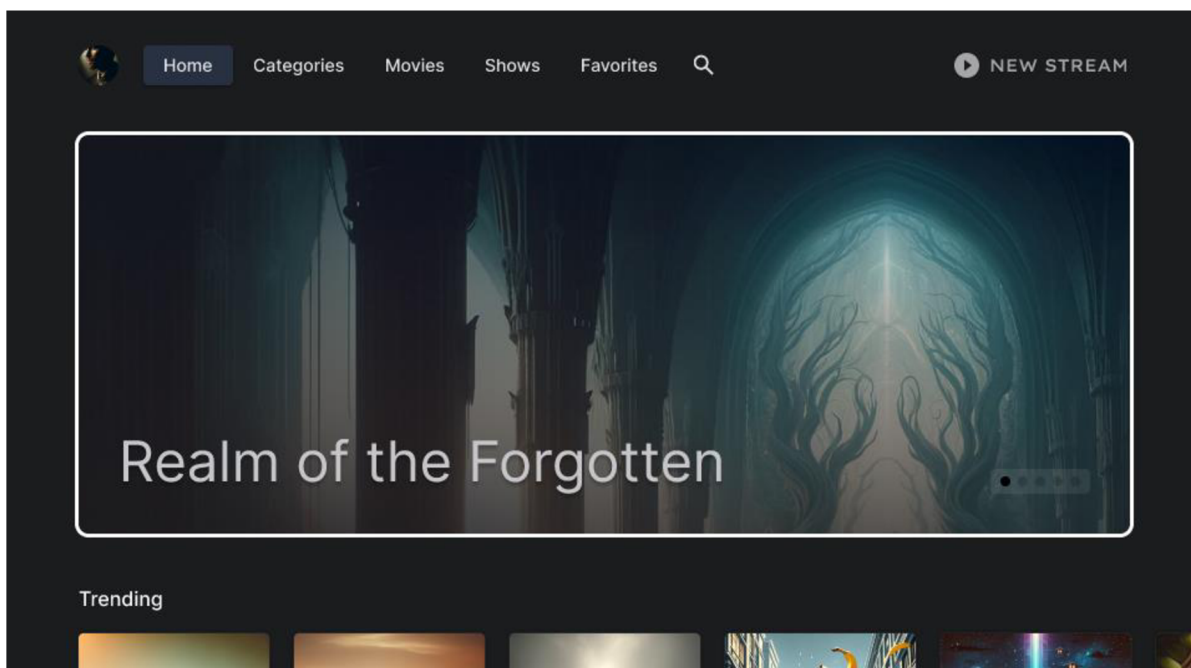 Home Categories Movies Shows Favorites NEW STREAM
Realm of the Forgotten
Trending